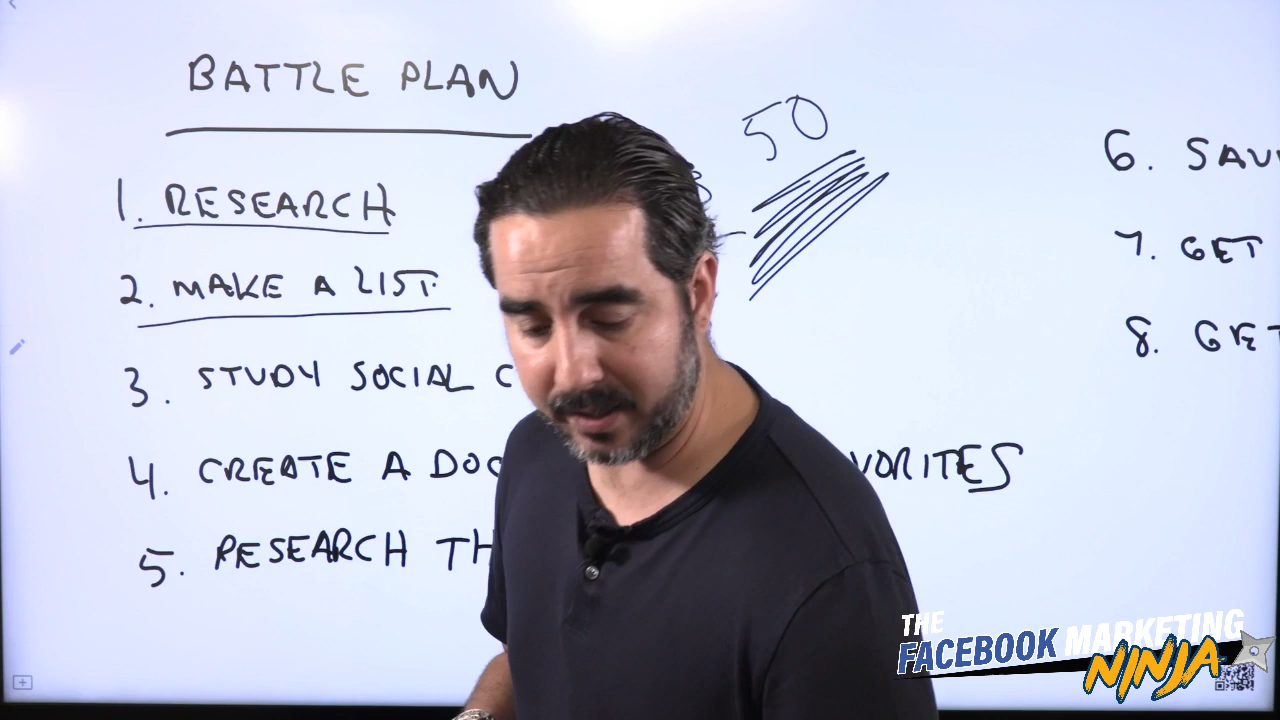 BATTLE PLAN
50
1. RESEARCH
2. MAKE A LIST
3. STUDY SOCIAL C
4. CREATE A DOC VORITES
5. RESEARCH TH
6. SAV
7. GET
8. GET
THE
FACEBOOK MARKETING
NINJA